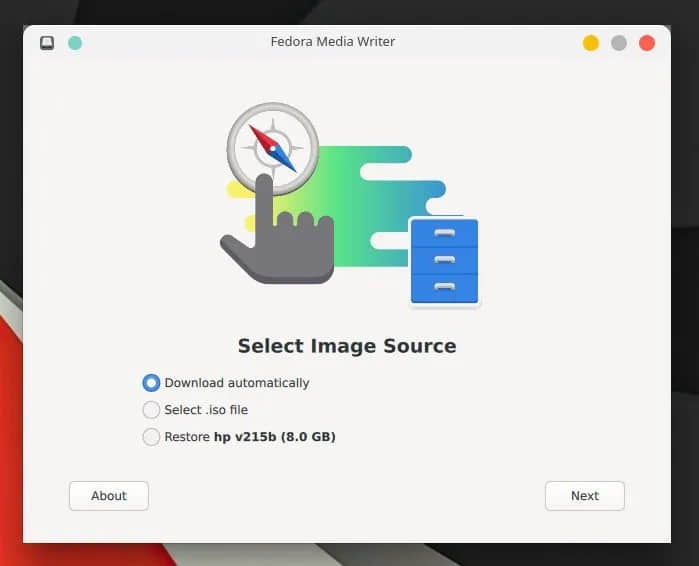 Fedora Media Writer
Select Image Source
Download automatically
Select .iso file
Restore hp v215b (8.0 GB)
About
Next